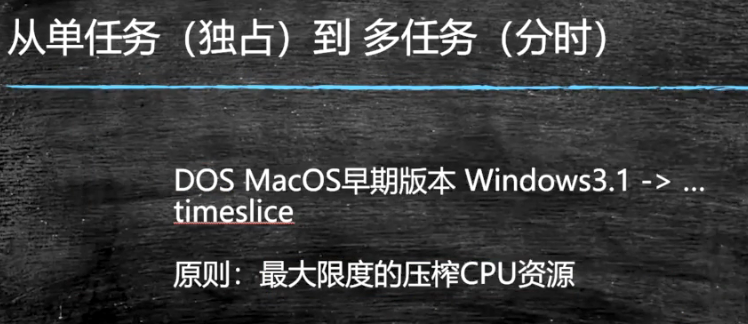 从单任务（独占）到 多任务（分时）
DOS MacOS早期版本 Windows3.1 -> ...
timeslice
原则：最大限度的压榨CPU资源